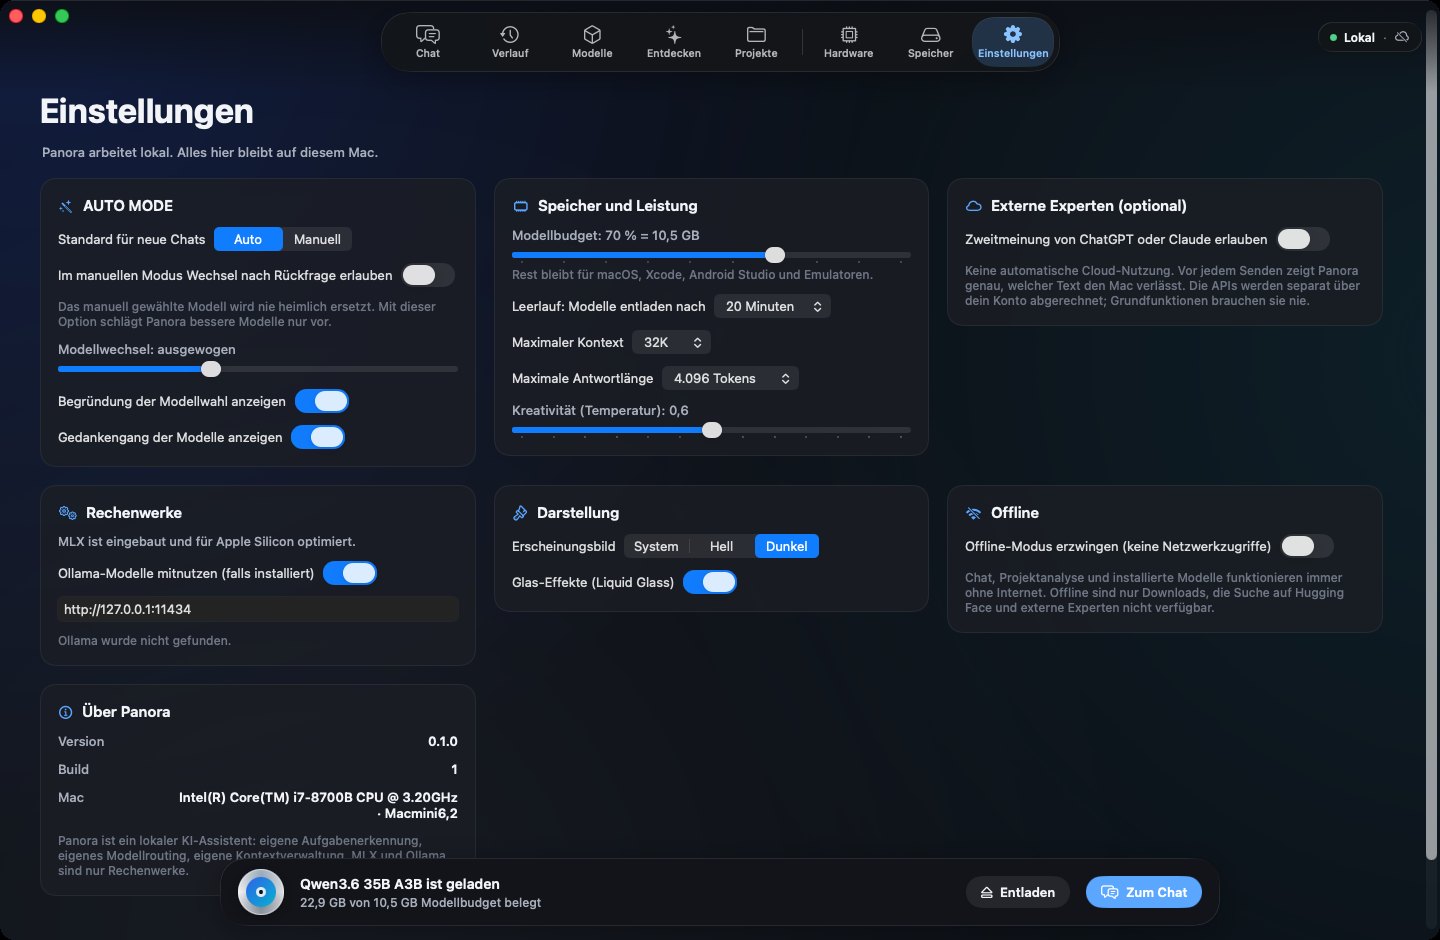 Chat
Verlauf
Modelle
Entdecken
Projekte
Hardware
Speicher
Einstellungen
Lokal ·
Einstellungen
Panora arbeitet lokal. Alles hier bleibt auf diesem Mac.
AUTO MODE
Standard für neue Chats Auto Manuell
Im manuellen Modus Wechsel nach Rückfrage erlauben
Das manuell gewählte Modell wird nie heimlich ersetzt. Mit dieser
Option schlägt Panora bessere Modelle nur vor.
Modellwechsel: ausgewogen
Begründung der Modellwahl anzeigen
Gedankengang der Modelle anzeigen
Speicher und Leistung
Modellbudget: 70 % = 10,5 GB
Rest bleibt für macOS, Xcode, Android Studio und Emulatoren.
Leerlauf: Modelle entladen nach 20 Minuten
Maximaler Kontext 32K
Maximale Antwortlänge 4.096 Tokens
Kreativität (Temperatur): 0,6
Externe Experten (optional)
Zweitmeinung von ChatGPT oder Claude erlauben
Keine automatische Cloud-Nutzung. Vor jedem Senden zeigt Panora
genau, welcher Text den Mac verlässt. Die APIs werden separat über
dein Konto abgerechnet; Grundfunktionen brauchen sie nie.
Rechenwerke
MLX ist eingebaut und für Apple Silicon optimiert.
Ollama-Modelle mitnutzen (falls installiert)
http://127.0.0.1:11434
Ollama wurde nicht gefunden.
Darstellung
Erscheinungsbild System Hell Dunkel
Glas-Effekte (Liquid Glass)
Offline
Offline-Modus erzwingen (keine Netzwerkzugriffe)
Chat, Projektanalyse und installierte Modelle funktionieren immer
ohne Internet. Offline sind nur Downloads, die Suche auf Hugging
Face und externe Experten nicht verfügbar.
Über Panora
Version 0.1.0
Build 1
Mac Intel(R) Core(TM) i7-8700B CPU @ 3.20GHz
· Macmini6,2
Panora ist ein lokaler KI-Assistent: eigene Aufgabenerkennung,
eigenes Modellrouting, eigene Kontextverwaltung. MLX und Ollama
sind nur Rechenwerke.
Qwen3.6 35B A3B ist geladen
22,9 GB von 10,5 GB Modellbudget belegt
Entladen
Zum Chat